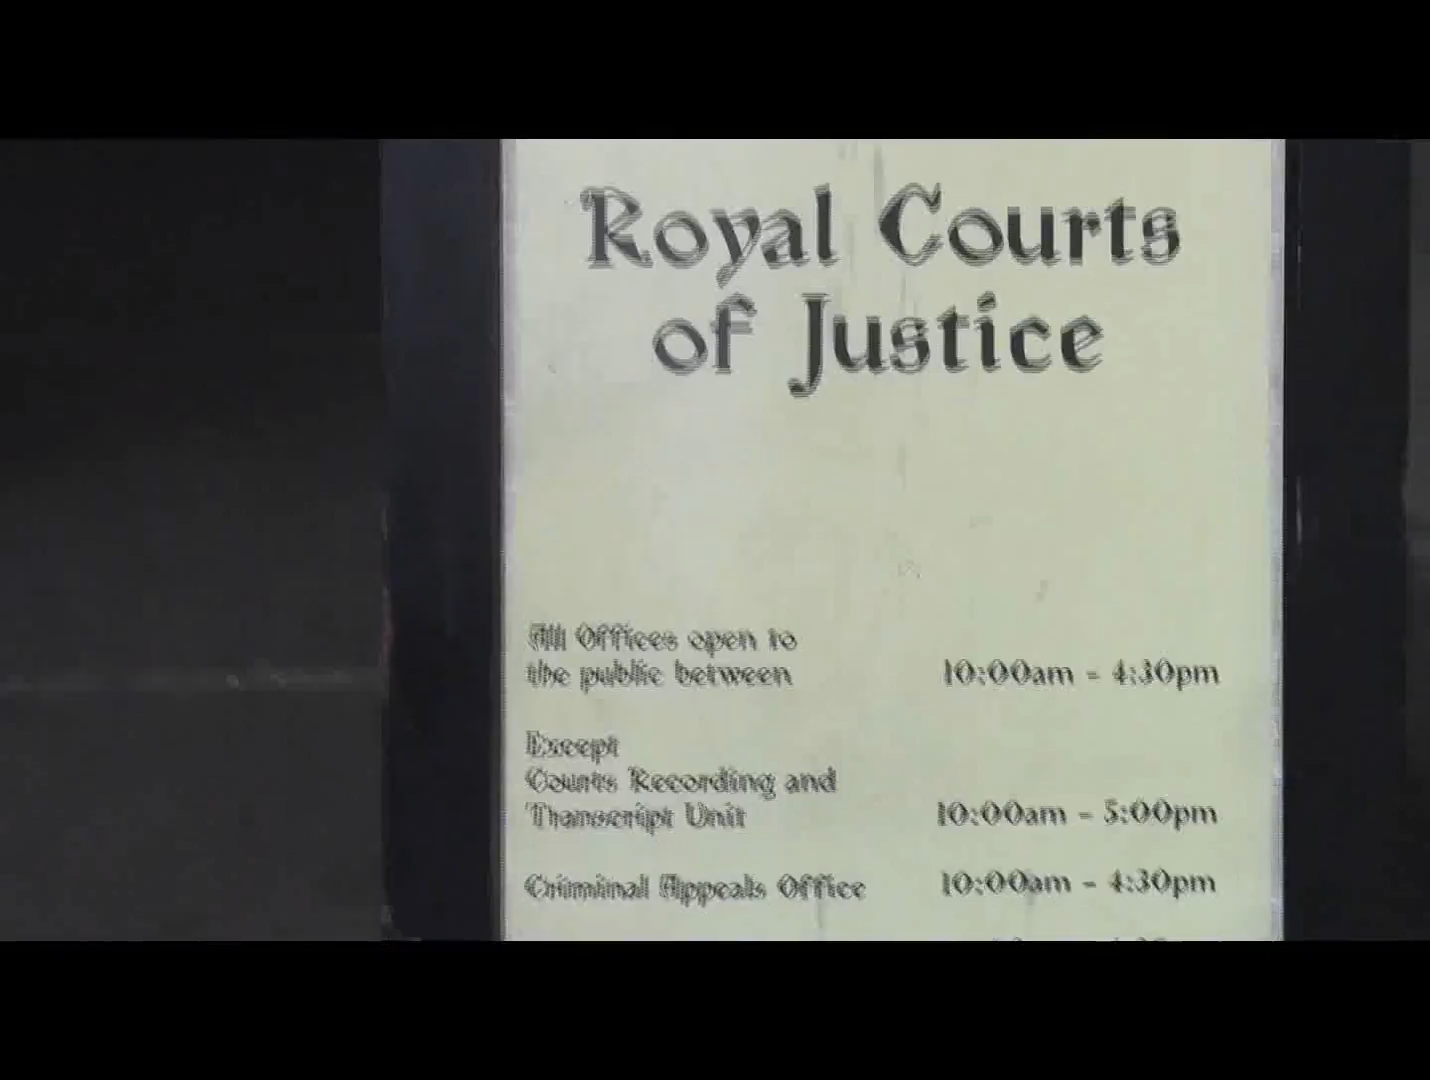 Royal Courts
of Justice
All Offices open to
the public between 10:00am - 4:30pm
Except
Courts Recording and
Transcript Unit 10:00am - 5:00pm
Criminal Appeals Office 10:00am - 4:30pm